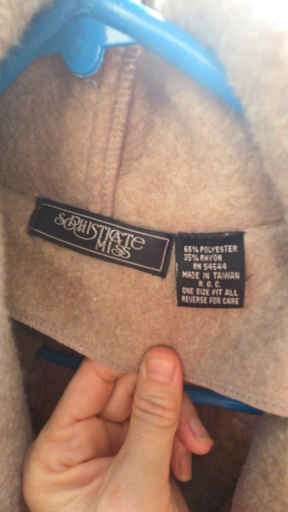 SOPHISTICATE
MISS
65% POLYESTER
35% RAYON
RN 54644
MADE IN TAIWAN
R. O. C.
ONE SIZE FIT ALL
REVERSE FOR CARE